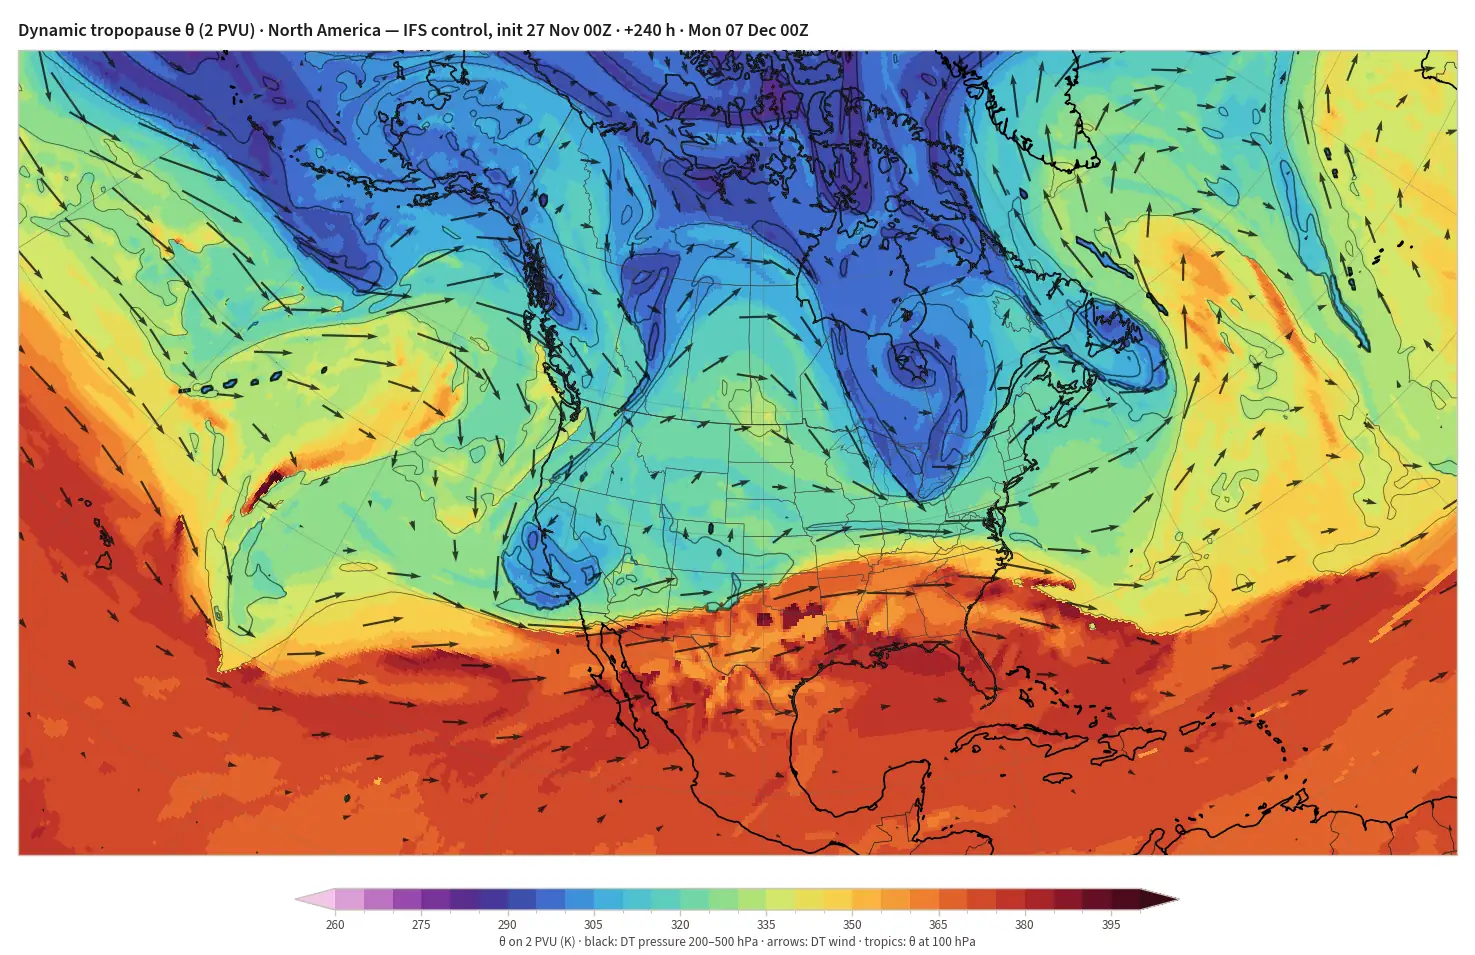 Dynamic tropopause θ (2 PVU) · North America — IFS control, init 27 Nov 00Z · +240 h · Mon 07 Dec 00Z
260 275 290 305 320 335 350 365 380 395
θ on 2 PVU (K) · black: DT pressure 200–500 hPa · arrows: DT wind · tropics: θ at 100 hPa